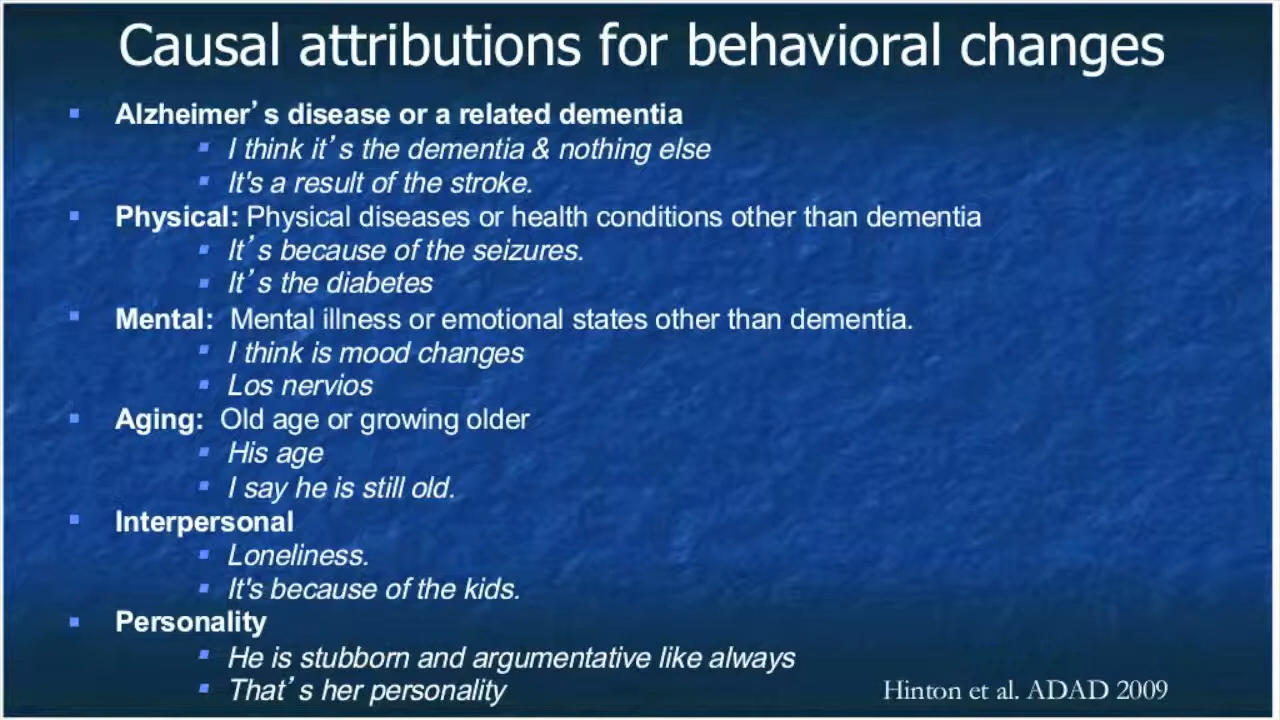 Causal attributions for behavioral changes
▪ Alzheimer’s disease or a related dementia
▪ I think it’s the dementia & nothing else
▪ It's a result of the stroke.
▪ Physical: Physical diseases or health conditions other than dementia
▪ It’s because of the seizures.
▪ It’s the diabetes
▪ Mental: Mental illness or emotional states other than dementia.
▪ I think is mood changes
▪ Los nervios
▪ Aging: Old age or growing older
▪ His age
▪ I say he is still old.
▪ Interpersonal
▪ Loneliness.
▪ It's because of the kids.
▪ Personality
▪ He is stubborn and argumentative like always
▪ That’s her personality
Hinton et al. ADAD 2009